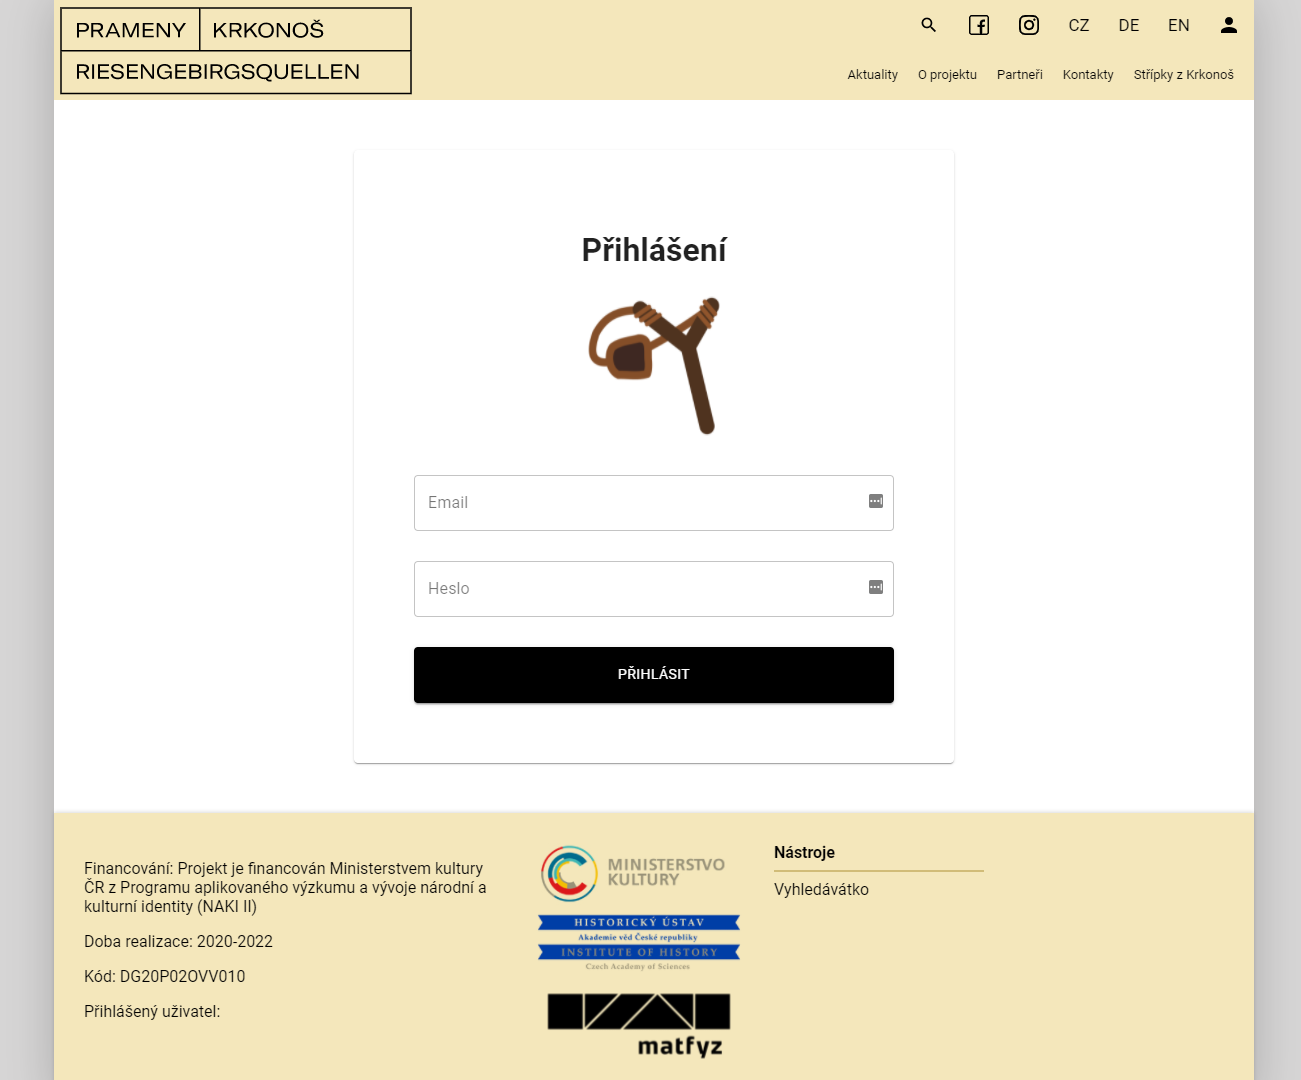 PRAMENY KRKONOŠ
RIESENGEBIRGSQUELLEN
CZ DE EN
Aktuality O projektu Partneři Kontakty Střípky z Krkonoš
Přihlášení
Email
Heslo
PŘIHLÁSIT
Financování: Projekt je financován Ministerstvem kultury
ČR z Programu aplikovaného výzkumu a vývoje národní a
kulturní identity (NAKI II)
Doba realizace: 2020-2022
Kód: DG20P02OVV010
Přihlášený uživatel:
MINISTERSTVO
KULTURY
HISTORICKÝ ÚSTAV
Akademie věd České republiky
INSTITUTE OF HISTORY
Czech Academy of Sciences
matfyz
Nástroje
Vyhledávátko